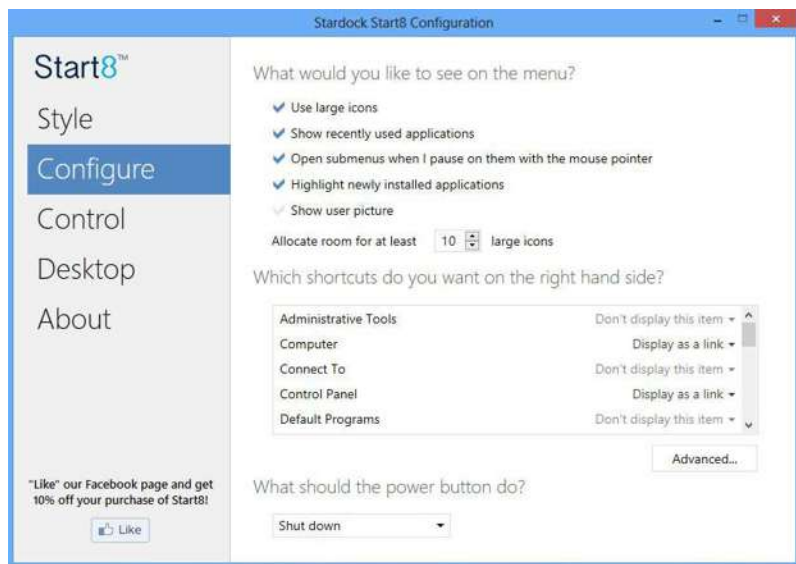 Stardock Start8 Configuration
Start8™
Style
Configure
Control
Desktop
About
"Like" our Facebook page and get
10% off your purchase of Start8!
Like
What would you like to see on the menu?
Use large icons
Show recently used applications
Open submenus when I pause on them with the mouse pointer
Highlight newly installed applications
Show user picture
Allocate room for at least 10 large icons
Which shortcuts do you want on the right hand side?
Administrative Tools Don't display this item
Computer Display as a link
Connect To Don't display this item
Control Panel Display as a link
Default Programs Don't display this item
Advanced...
What should the power button do?
Shut down